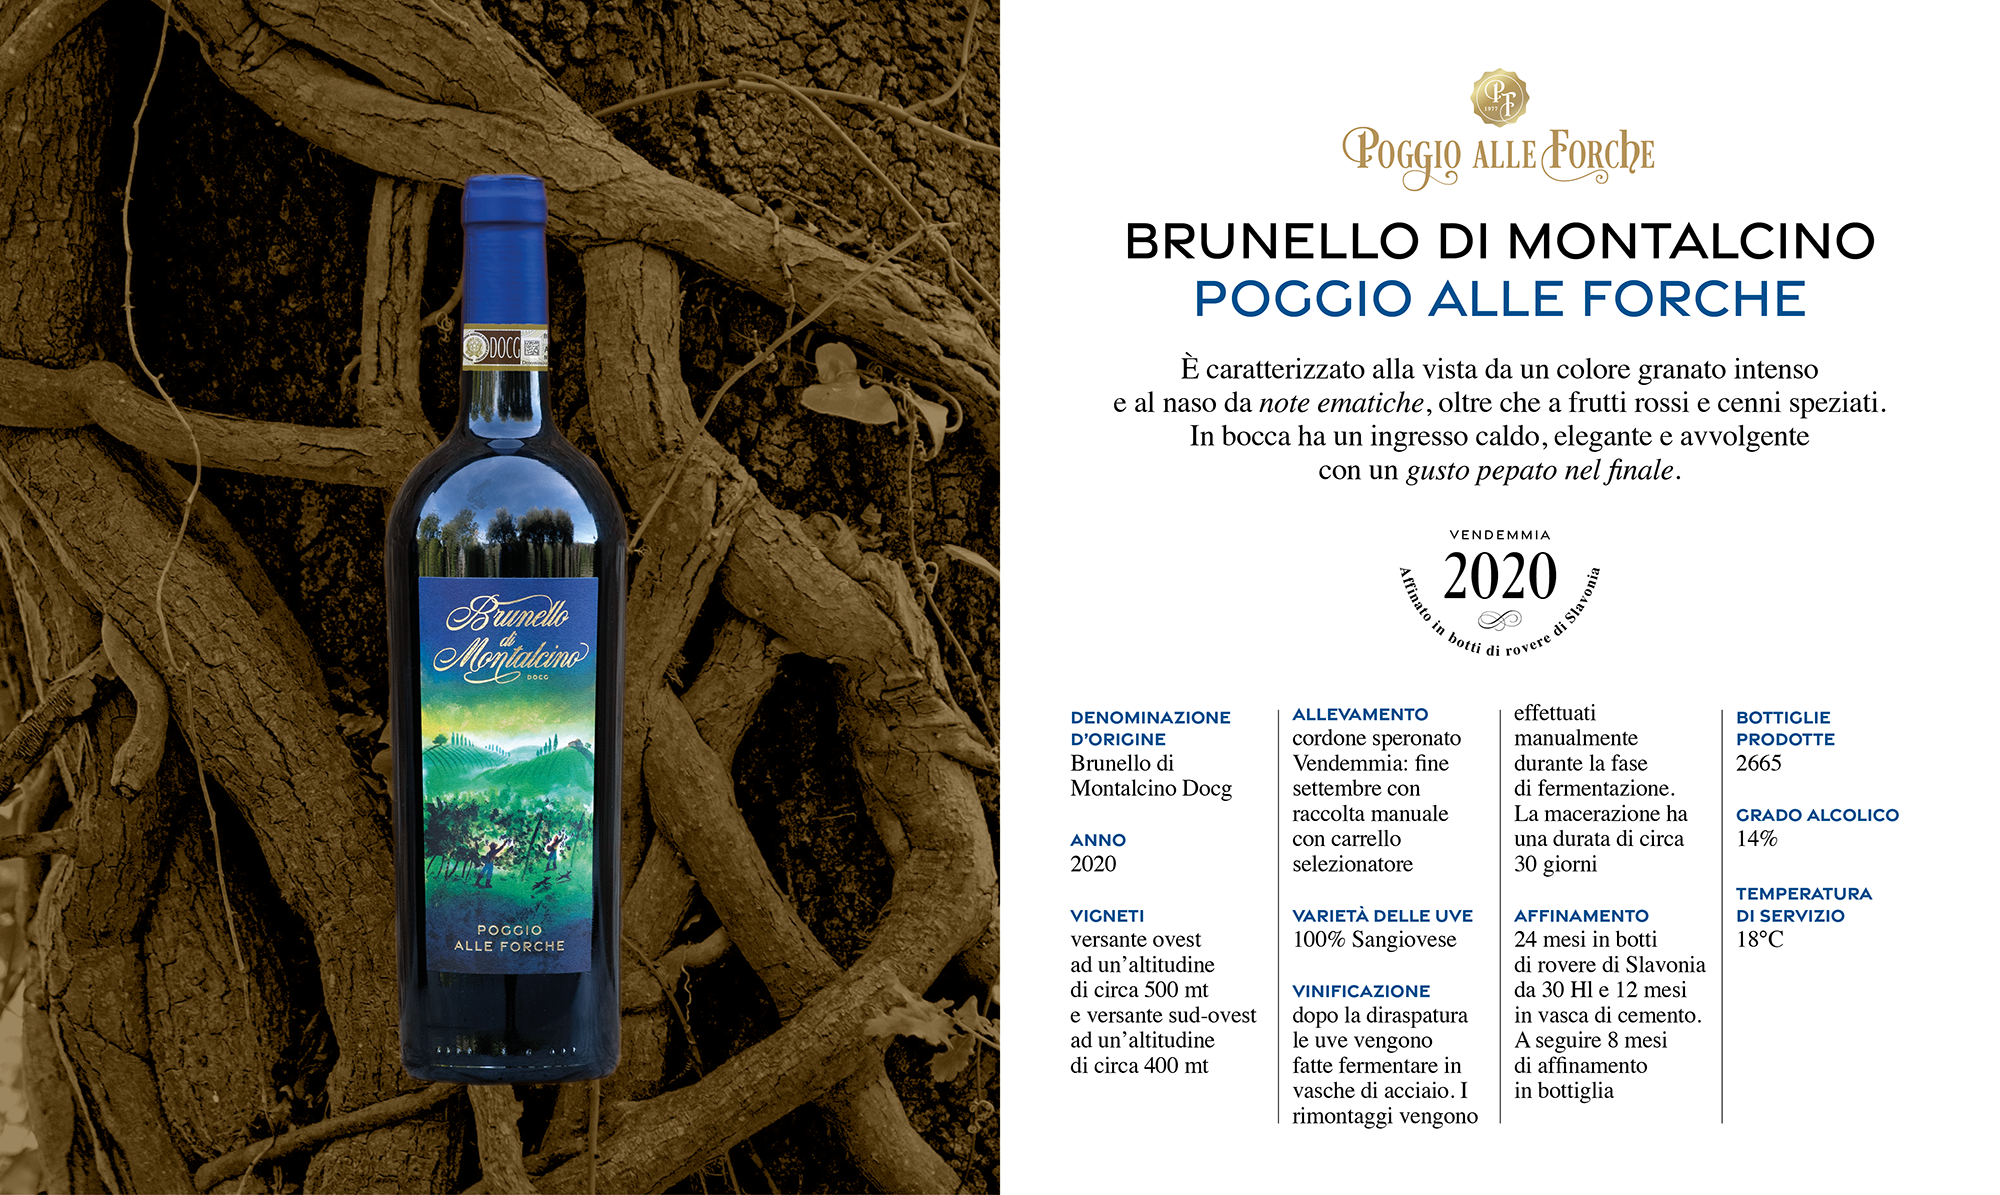 DOCG
Brunello
di
Montalcino
DOCG
POGGIO
ALLE FORCHE
PF
1977
POGGIO ALLE FORCHE
BRUNELLO DI MONTALCINO
POGGIO ALLE FORCHE
È caratterizzato alla vista da un colore granato intenso
e al naso da note ematiche, oltre che a frutti rossi e cenni speziati.
In bocca ha un ingresso caldo, elegante e avvolgente
con un gusto pepato nel finale.
VENDEMMIA
2020
Affinato in botti di rovere di Slavonia
DENOMINAZIONE
D’ORIGINE
Brunello di
Montalcino Docg
ANNO
2020
VIGNETI
versante ovest
ad un’altitudine
di circa 500 mt
e versante sud-ovest
ad un’altitudine
di circa 400 mt
ALLEVAMENTO
cordone speronato
Vendemmia: fine
settembre con
raccolta manuale
con carrello
selezionatore
VARIETÀ DELLE UVE
100% Sangiovese
VINIFICAZIONE
dopo la diraspatura
le uve vengono
fatte fermentare in
vasche di acciaio. I
rimontaggi vengono
effettuati
manualmente
durante la fase
di fermentazione.
La macerazione ha
una durata di circa
30 giorni
AFFINAMENTO
24 mesi in botti
di rovere di Slavonia
da 30 Hl e 12 mesi
in vasca di cemento.
A seguire 8 mesi
di affinamento
in bottiglia
BOTTIGLIE
PRODOTTE
2665
GRADO ALCOLICO
14%
TEMPERATURA
DI SERVIZIO
18°C